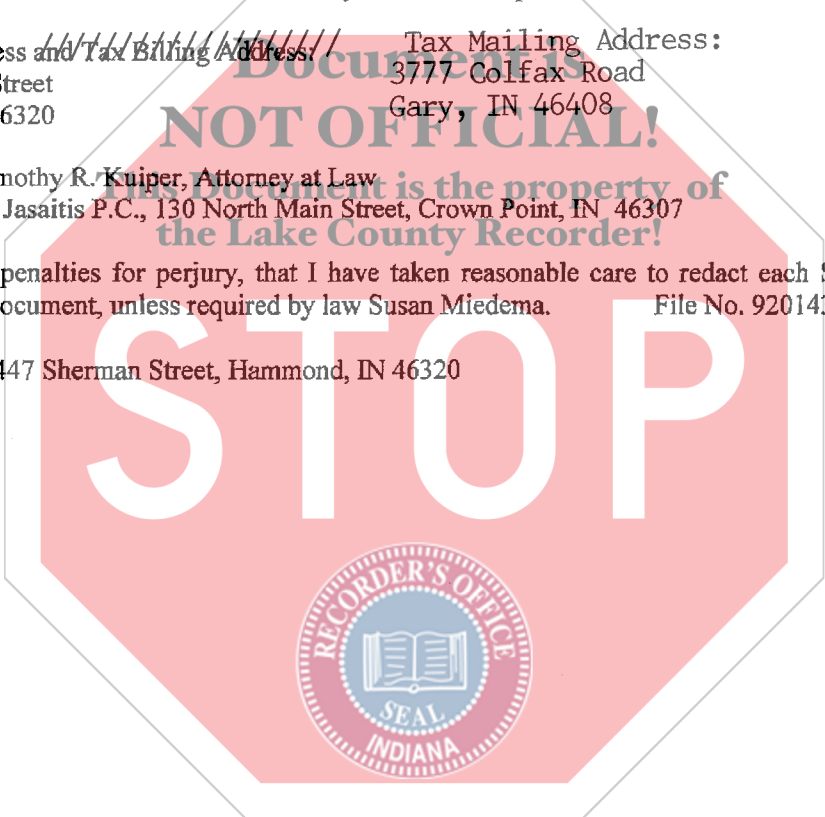 ess and Tax Billing Address:
Tax Mailing Address:
treet
3777 Colfax Road
6320
Gary, IN 46408
Document is
NOT OFFICIAL!
This Document is the property of
the Lake County Recorder!
nothy R. Kuiper, Attorney at Law
Jasaitis P.C., 130 North Main Street, Crown Point, IN 46307
penalties for perjury, that I have taken reasonable care to redact each S
ocument, unless required by law Susan Miedema. File No. 920143
447 Sherman Street, Hammond, IN 46320
STOP
RECORDER'S OFFICE
SEAL
INDIANA